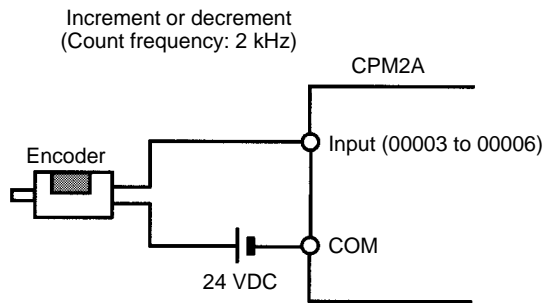 Increment or decrement
(Count frequency: 2 kHz)
CPM2A
Input (00003 to 00006)
Encoder
COM
24 VDC